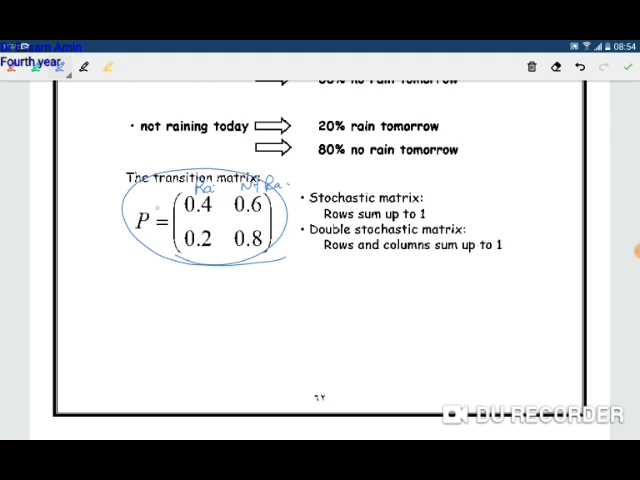 08:54
Fourth year
• not raining today
20% rain tomorrow
80% no rain tomorrow
The transition matrix:
Ra.
P = (0.4 0.6
0.2 0.8)
• Stochastic matrix:
Rows sum up to 1
• Double stochastic matrix:
Rows and columns sum up to 1
٦٢
DU RECORDER